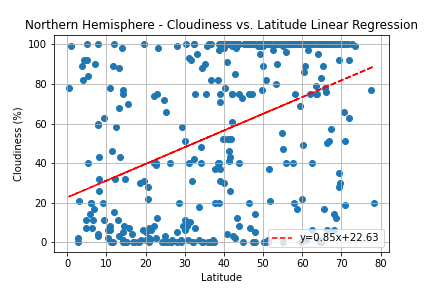 Northern Hemisphere - Cloudiness vs. Latitude Linear Regression
100
80
60
40
20
0
Cloudiness (%)
0 10 20 30 40 50 60 70 80
Latitude
y=0.85x+22.63